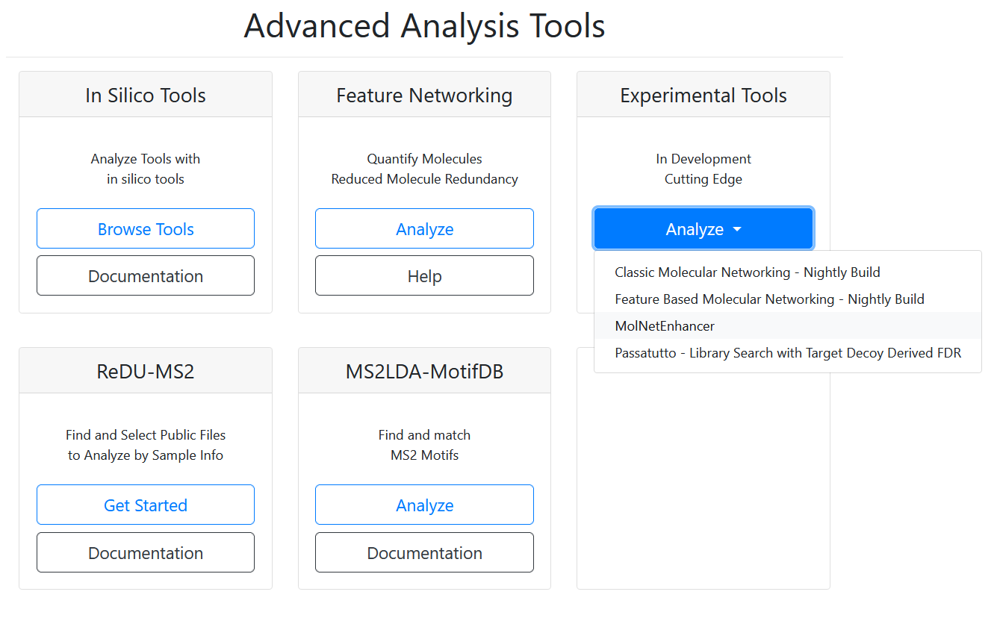 Advanced Analysis Tools
In Silico Tools
Analyze Tools with
in silico tools
Browse Tools
Documentation
Feature Networking
Quantify Molecules
Reduced Molecule Redundancy
Analyze
Help
Experimental Tools
In Development
Cutting Edge
Analyze
Classic Molecular Networking - Nightly Build
Feature Based Molecular Networking - Nightly Build
MolNetEnhancer
Passatutto - Library Search with Target Decoy Derived FDR
ReDU-MS2
Find and Select Public Files
to Analyze by Sample Info
Get Started
Documentation
MS2LDA-MotifDB
Find and match
MS2 Motifs
Analyze
Documentation